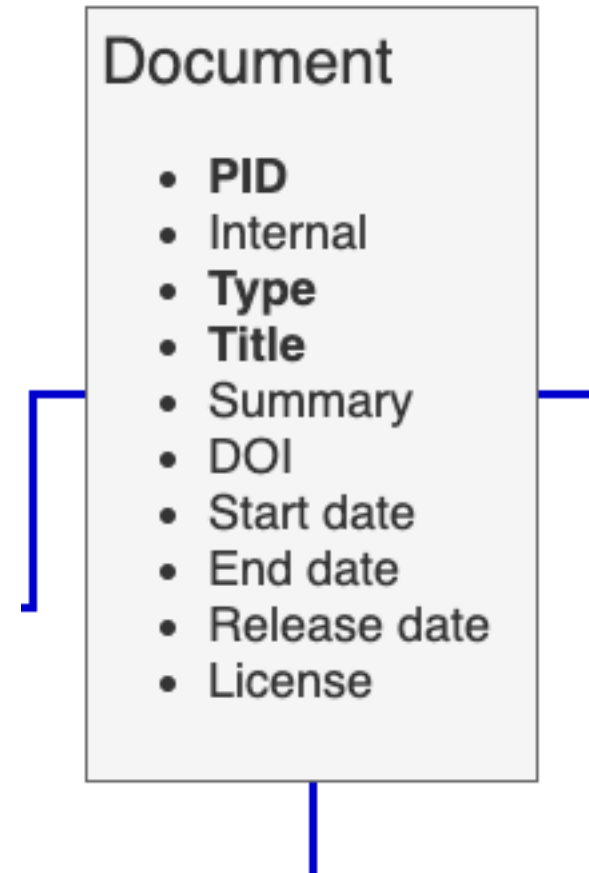 Document
• PID
• Internal
• Type
• Title
• Summary
• DOI
• Start date
• End date
• Release date
• License